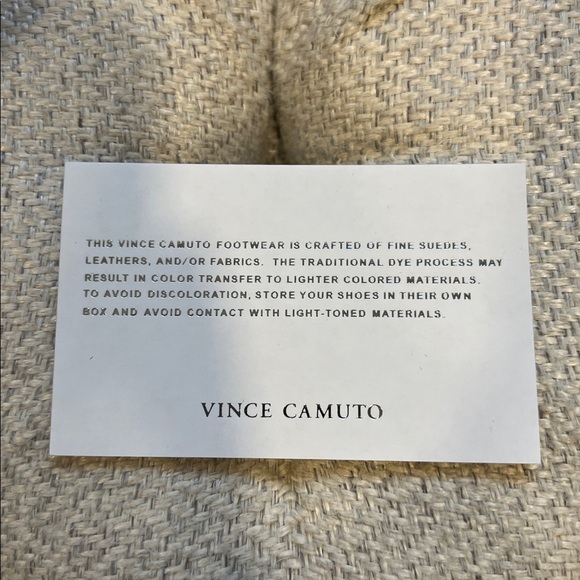 THIS VINCE CAMUTO FOOTWEAR IS CRAFTED OF FINE SUEDES,
LEATHERS, AND/OR FABRICS. THE TRADITIONAL DYE PROCESS MAY
RESULT IN COLOR TRANSFER TO LIGHTER COLORED MATERIALS.
TO AVOID DISCOLORATION, STORE YOUR SHOES IN THEIR OWN
BOX AND AVOID CONTACT WITH LIGHT-TONED MATERIALS.
VINCE CAMUTO